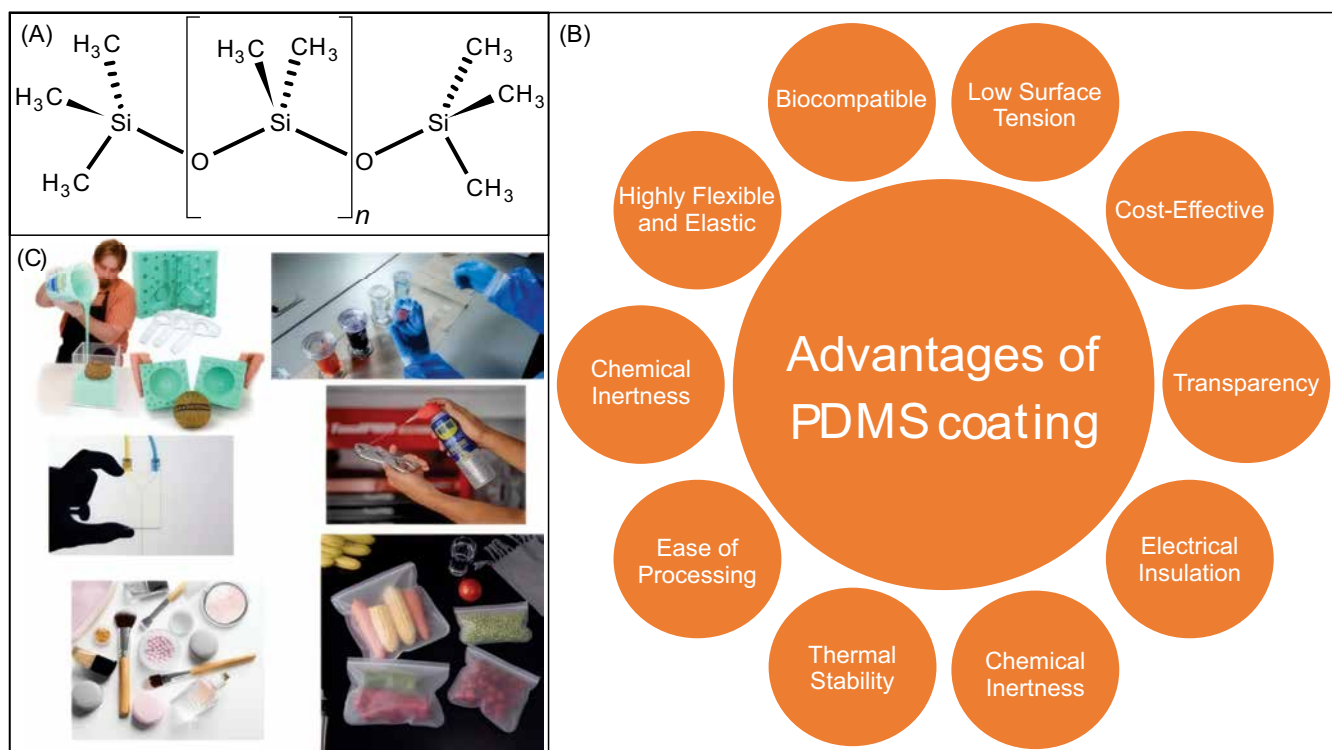 (A)
H3C
CH3
H3C
CH3
H3C
CH3
Si
Si
Si
O
O
H3C
CH3
n
(B)
Biocompatible
Low Surface
Tension
Highly Flexible
and Elastic
Cost-Effective
Chemical
Inertness
Advantages of
PDMS coating
Transparency
Ease of
Processing
Electrical
Insulation
Thermal
Stability
Chemical
Inertness
(C)